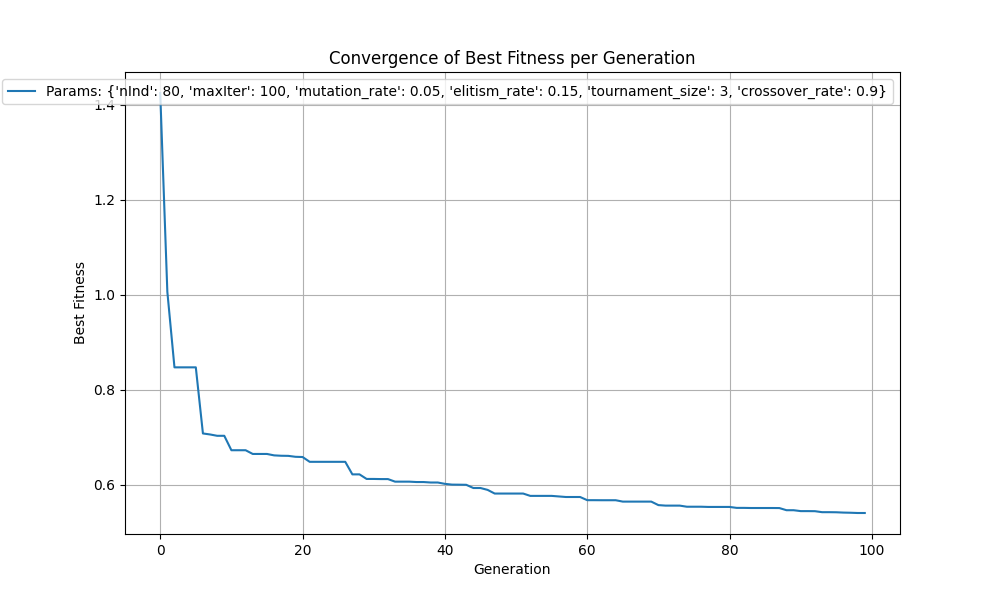 Convergence of Best Fitness per Generation
Params: {'nInd': 80, 'maxIter': 100, 'mutation_rate': 0.05, 'elitism_rate': 0.15, 'tournament_size': 3, 'crossover_rate': 0.9}
1.4
1.2
1.0
0.8
0.6
Best Fitness
0 20 40 60 80 100
Generation